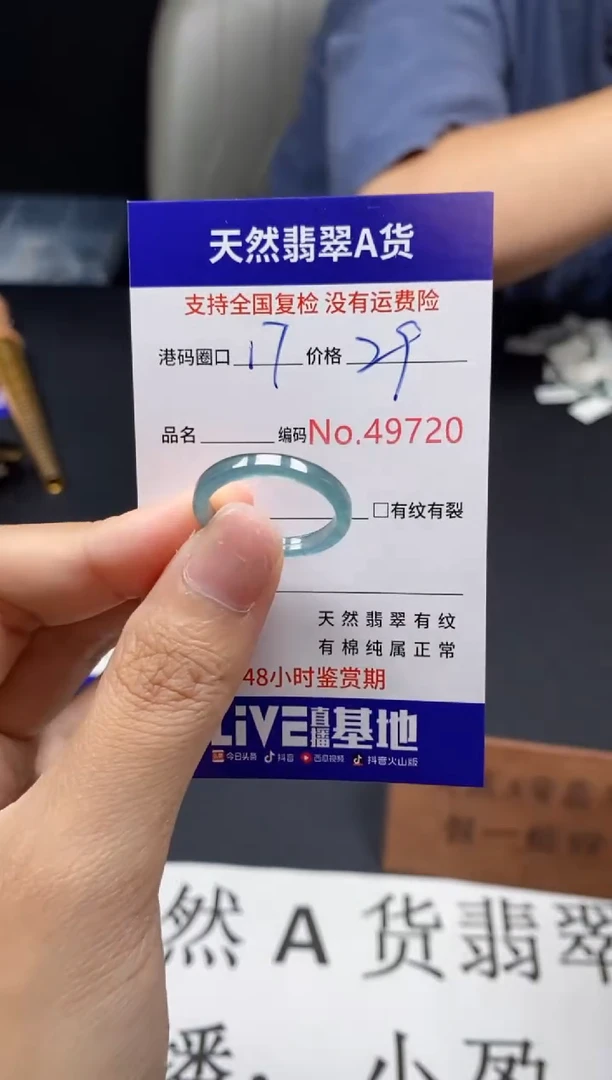 天然翡翠A货
支持全国复检 没有运费险
港码圈口 17 价格 29
品名 编码No.49720
□有纹有裂
天然翡翠有纹
有棉纯属正常
48小时鉴赏期
LiVE直播基地
今日头条 抖音 西瓜视频 抖音火山版
然 A 货翡翠
播：小